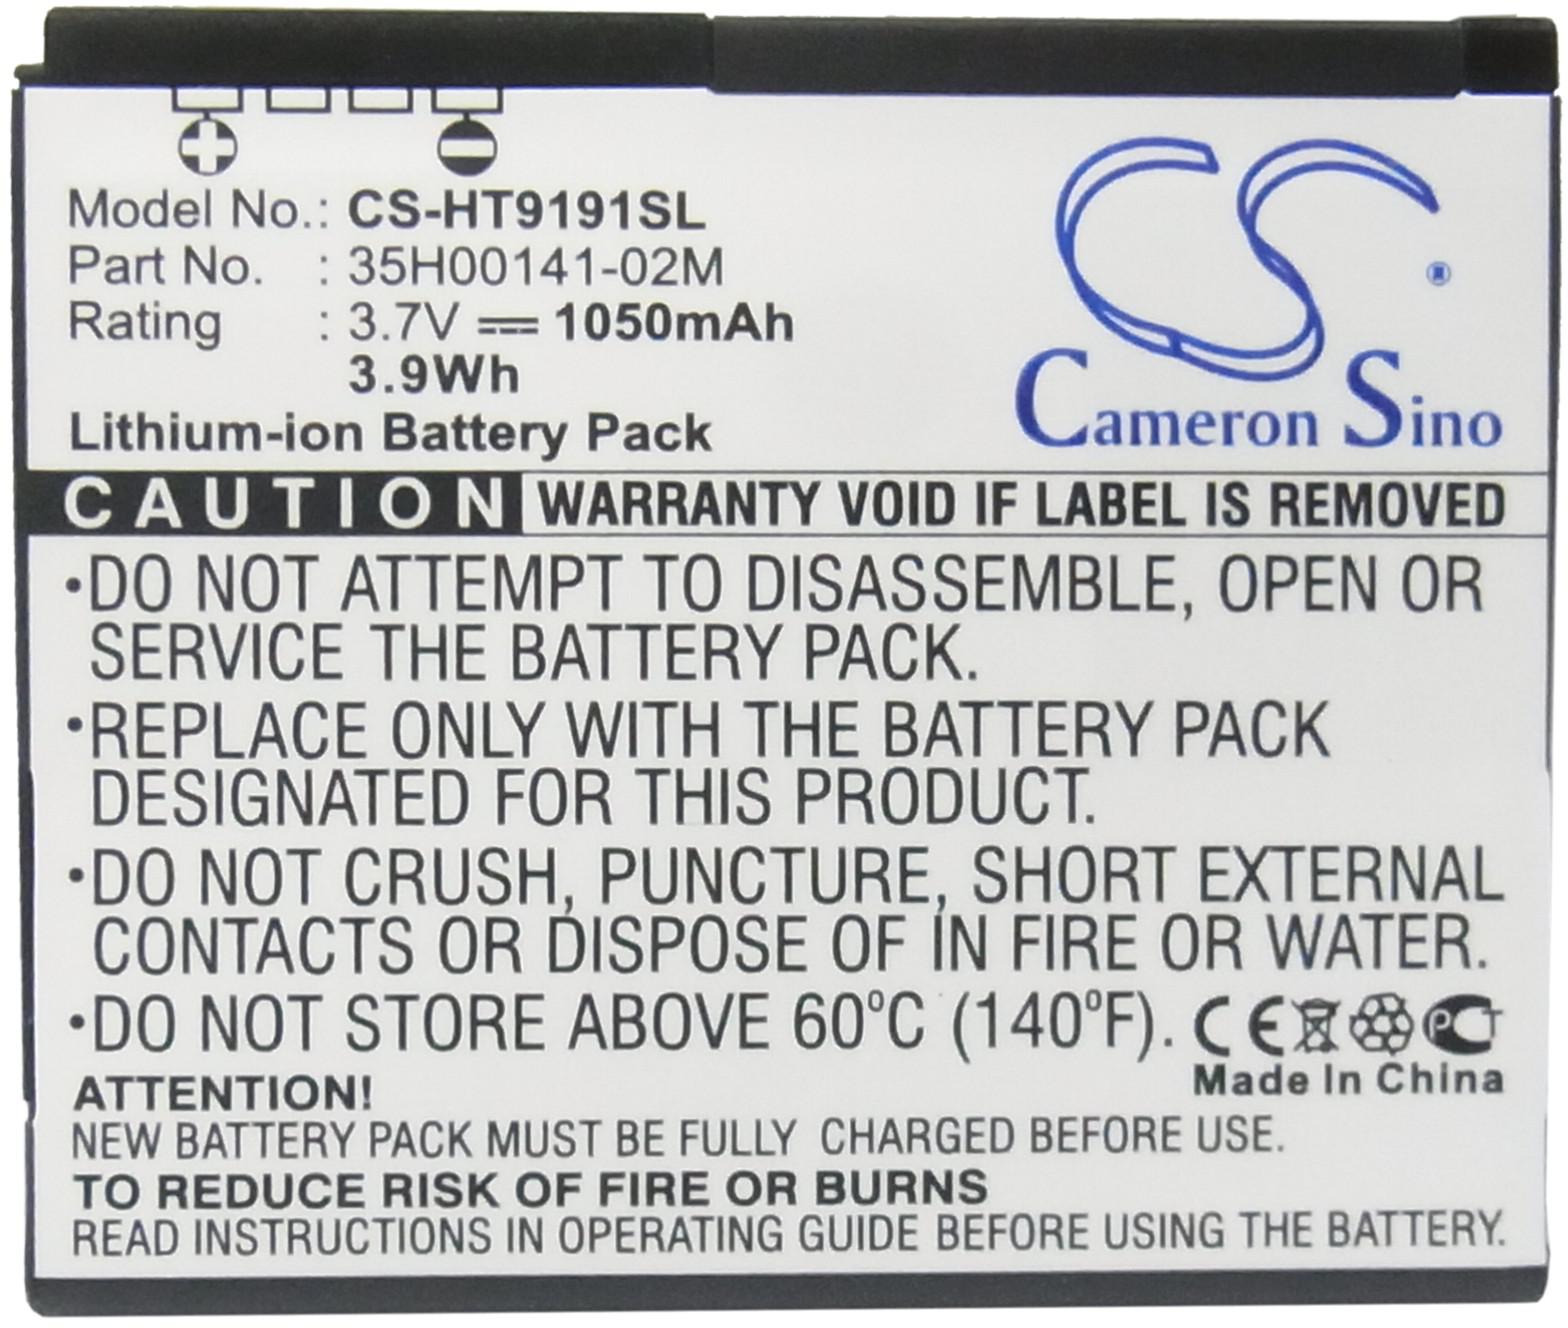 Model No.: CS-HT9191SL
Part No. : 35H00141-02M
Rating : 3.7V 1050mAh
3.9Wh
Lithium-ion Battery Pack
CS ®
Cameron Sino
CAUTION WARRANTY VOID IF LABEL IS REMOVED
•DO NOT ATTEMPT TO DISASSEMBLE, OPEN OR
SERVICE THE BATTERY PACK.
•REPLACE ONLY WITH THE BATTERY PACK
DESIGNATED FOR THIS PRODUCT.
•DO NOT CRUSH, PUNCTURE, SHORT EXTERNAL
CONTACTS OR DISPOSE OF IN FIRE OR WATER.
•DO NOT STORE ABOVE 60°C (140°F). CE PCT
Made In China
ATTENTION!
NEW BATTERY PACK MUST BE FULLY CHARGED BEFORE USE.
TO REDUCE RISK OF FIRE OR BURNS
READ INSTRUCTIONS IN OPERATING GUIDE BEFORE USING THE BATTERY.